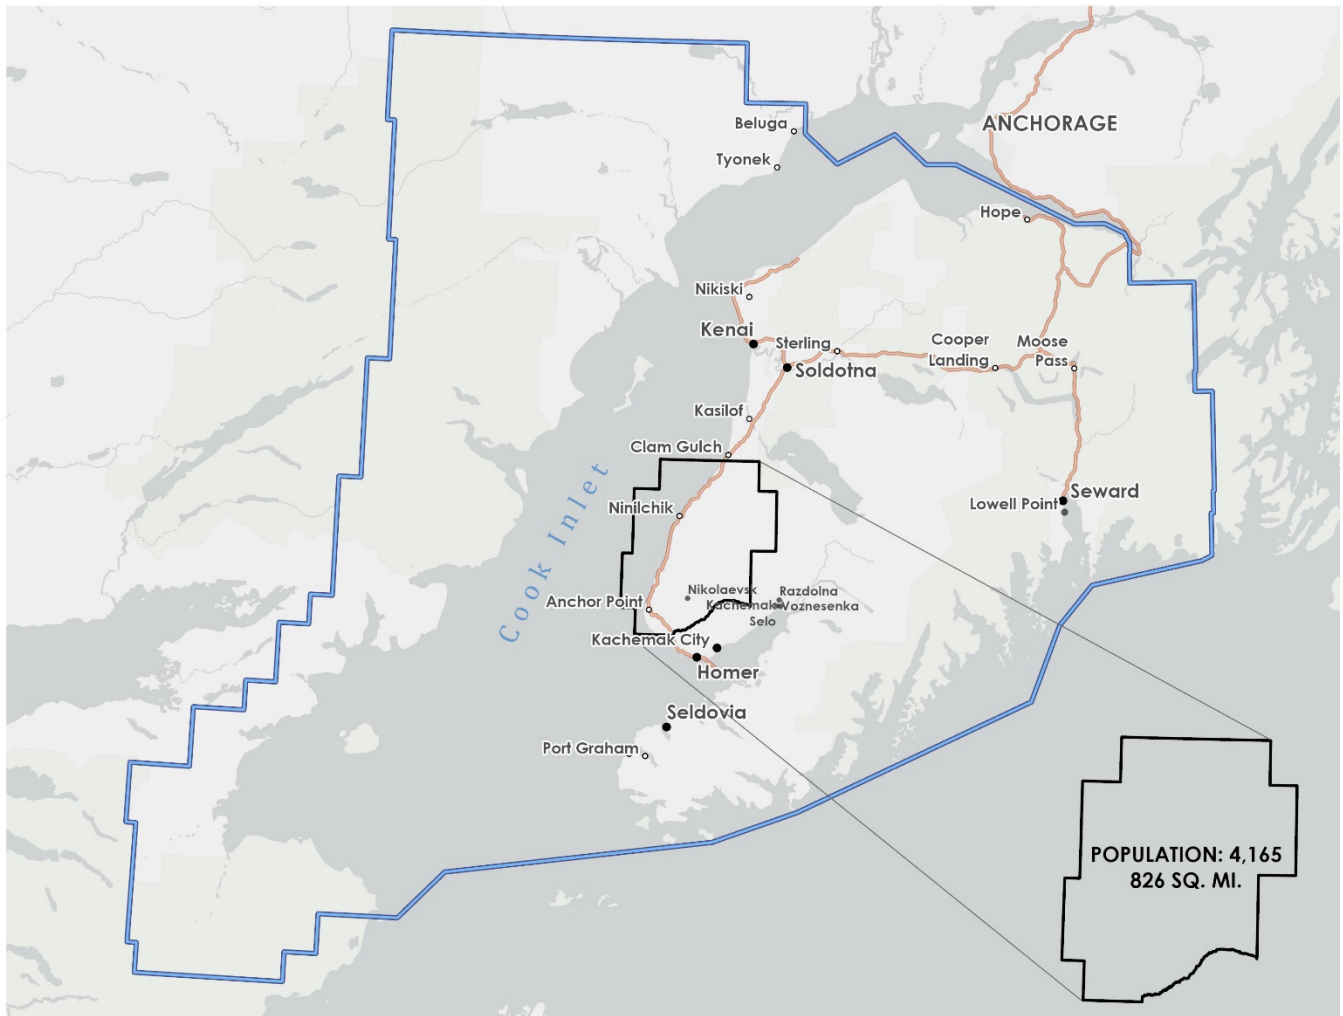 ANCHORAGE
Beluga
Tyonek
Hope
Nikiski
Kenai
Sterling
Soldotna
Cooper
Landing
Moose
Pass
Kasilof
Clam Gulch
Cook Inlet
Ninilchik
Lowell Point
Seward
Nikolaevsk
Razdolna
Kachemak
Selo
Voznesenka
Anchor Point
Kachemak City
Homer
Seldovia
Port Graham
POPULATION: 4,165
826 SQ. MI.